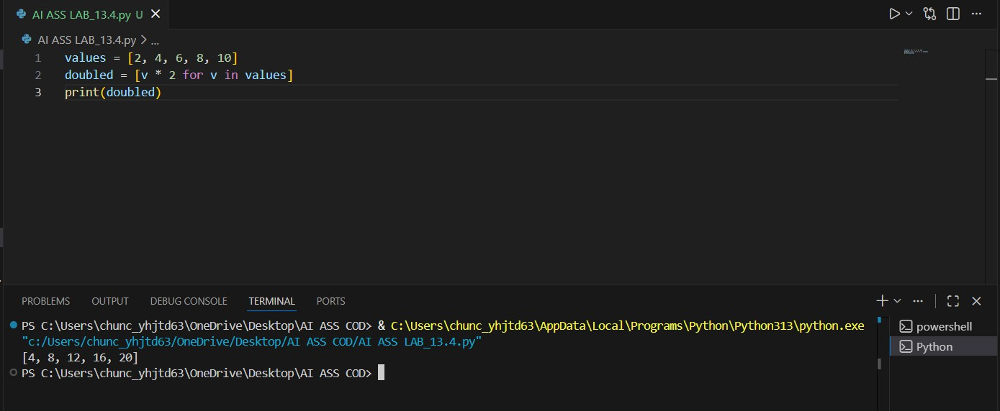 AI ASS LAB_13.4.py U
AI ASS LAB_13.4.py > ...
1 values = [2, 4, 6, 8, 10]
2 doubled = [v * 2 for v in values]
3 print(doubled)
PROBLEMS OUTPUT DEBUG CONSOLE TERMINAL PORTS
PS C:\Users\chunc_yhjtd63\OneDrive\Desktop\AI ASS COD> & C:\Users\chunc_yhjtd63\AppData\Local\Programs\Python\Python313\python.exe
"c:/Users/chunc_yhjtd63/OneDrive/Desktop/AI ASS COD/AI ASS LAB_13.4.py"
[4, 8, 12, 16, 20]
PS C:\Users\chunc_yhjtd63\OneDrive\Desktop\AI ASS COD>
powershell
Python